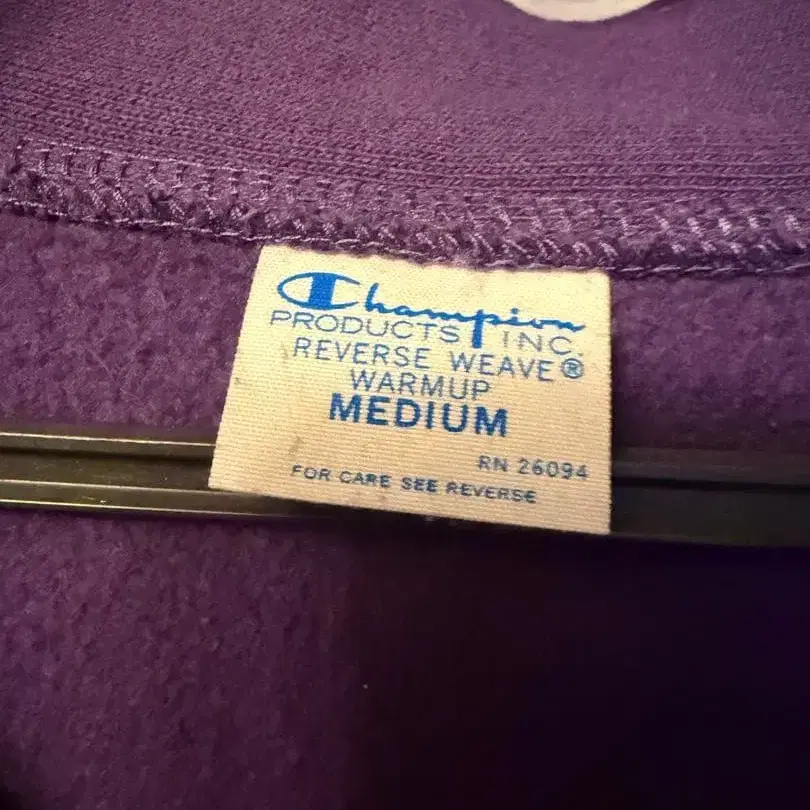 Champion
PRODUCTS INC.
REVERSE WEAVE®
WARMUP
MEDIUM
RN 26094
FOR CARE SEE REVERSE